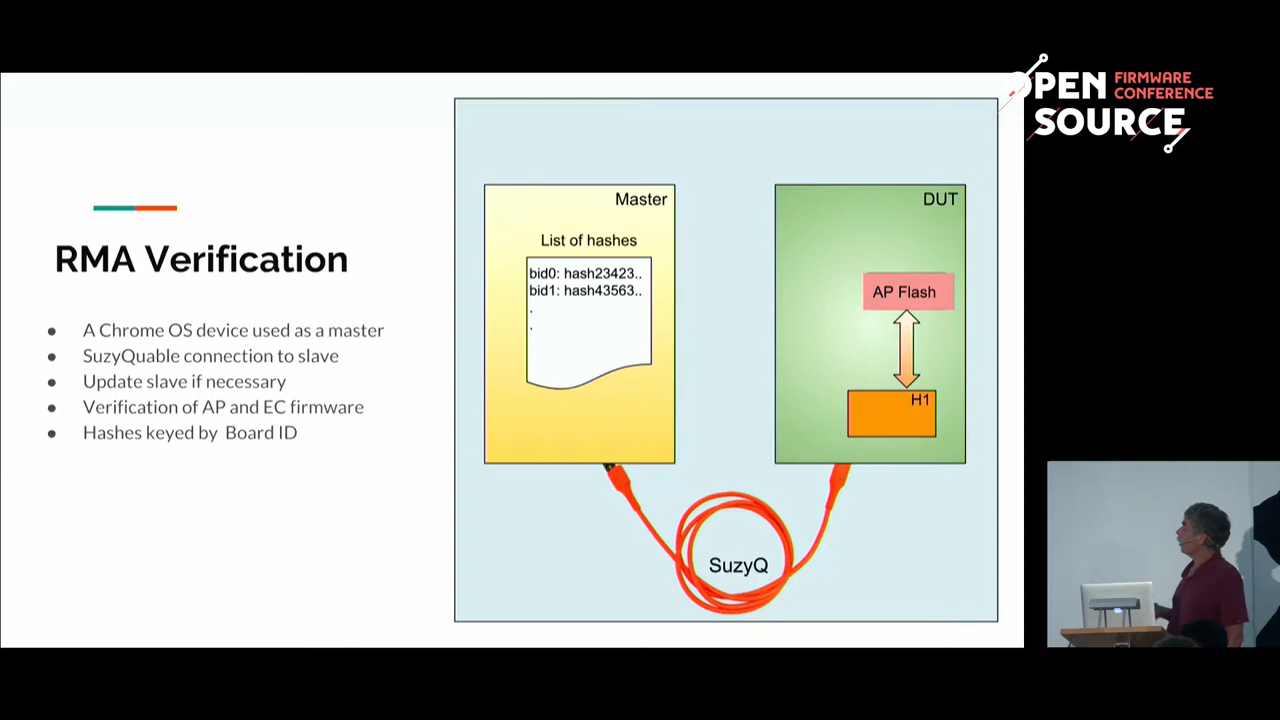 OPEN FIRMWARE
CONFERENCE
SOURCE
RMA Verification
● A Chrome OS device used as a master
● SuzyQuable connection to slave
● Update slave if necessary
● Verification of AP and EC firmware
● Hashes keyed by Board ID
Master
List of hashes
bid0: hash23423..
bid1: hash43563..
.
.
DUT
AP Flash
H1
SuzyQ